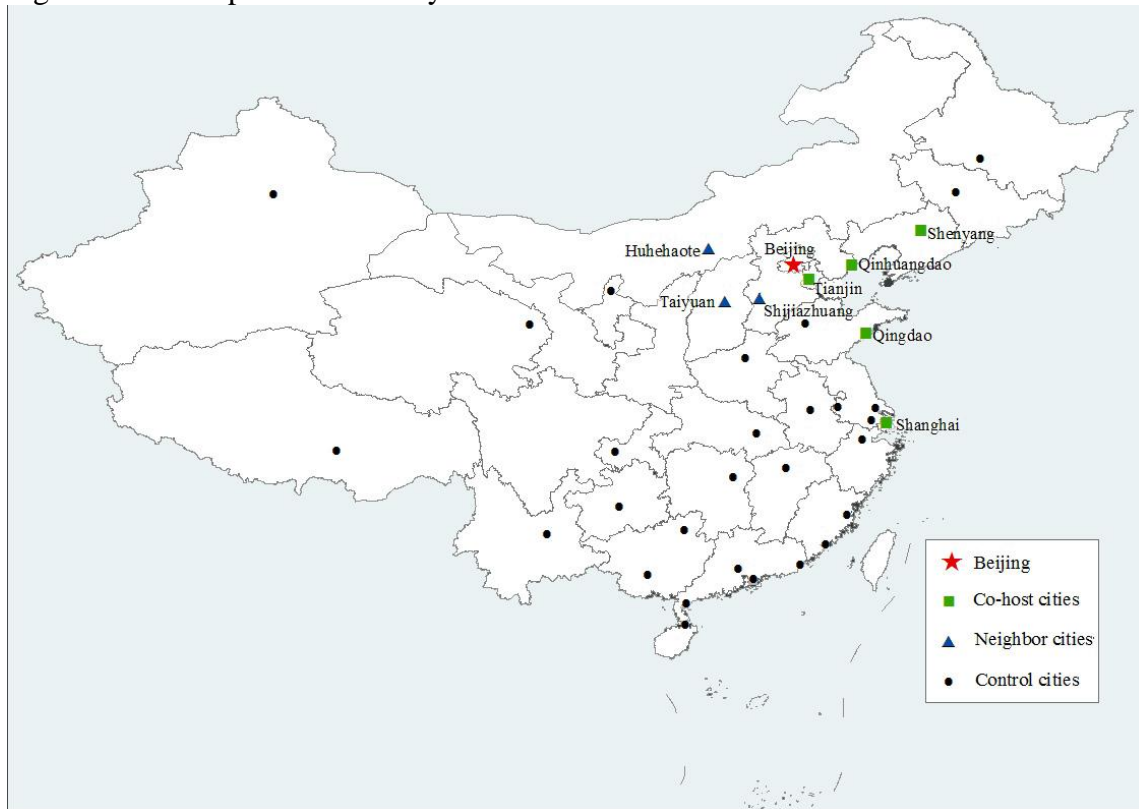 Shenyang
Huhehaote
Beijing
Qinhuangdao
Tianjin
Taiyuan
Shijiazhuang
Qingdao
Shanghai
Beijing
Co-host cities
Neighbor cities
Control cities